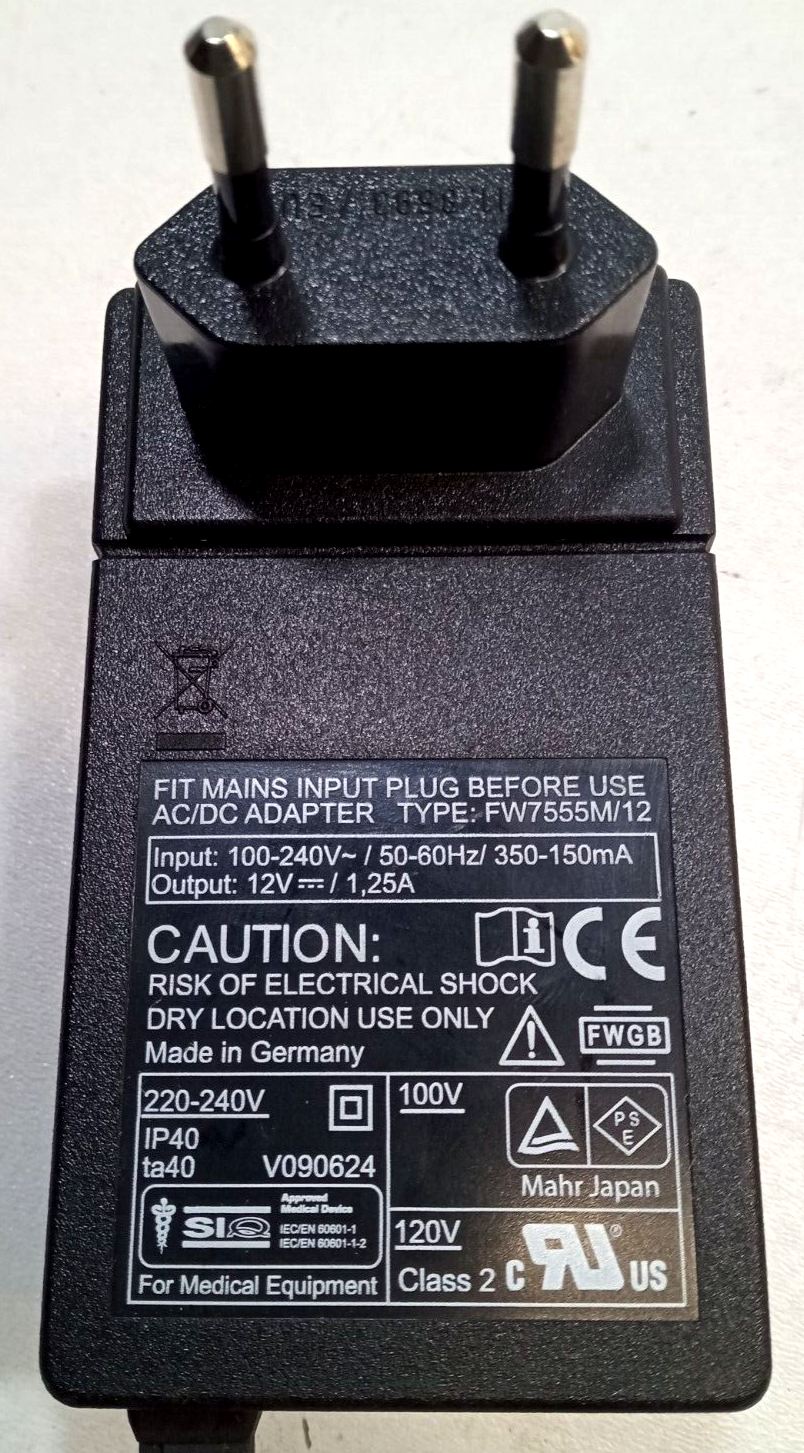 FIT MAINS INPUT PLUG BEFORE USE
AC/DC ADAPTER TYPE: FW7555M/12
Input: 100-240V~ / 50-60Hz/ 350-150mA
Output: 12V ⎓ / 1,25A
CAUTION:
CE
RISK OF ELECTRICAL SHOCK
DRY LOCATION USE ONLY
FWGB
Made in Germany
220-240V
IP40
ta40 V090624
SIQ
Approved
Medical Device
IEC/EN 60601-1
IEC/EN 60601-1-2
For Medical Equipment
100V
PS
E
Mahr Japan
120V
Class 2 C RU® US